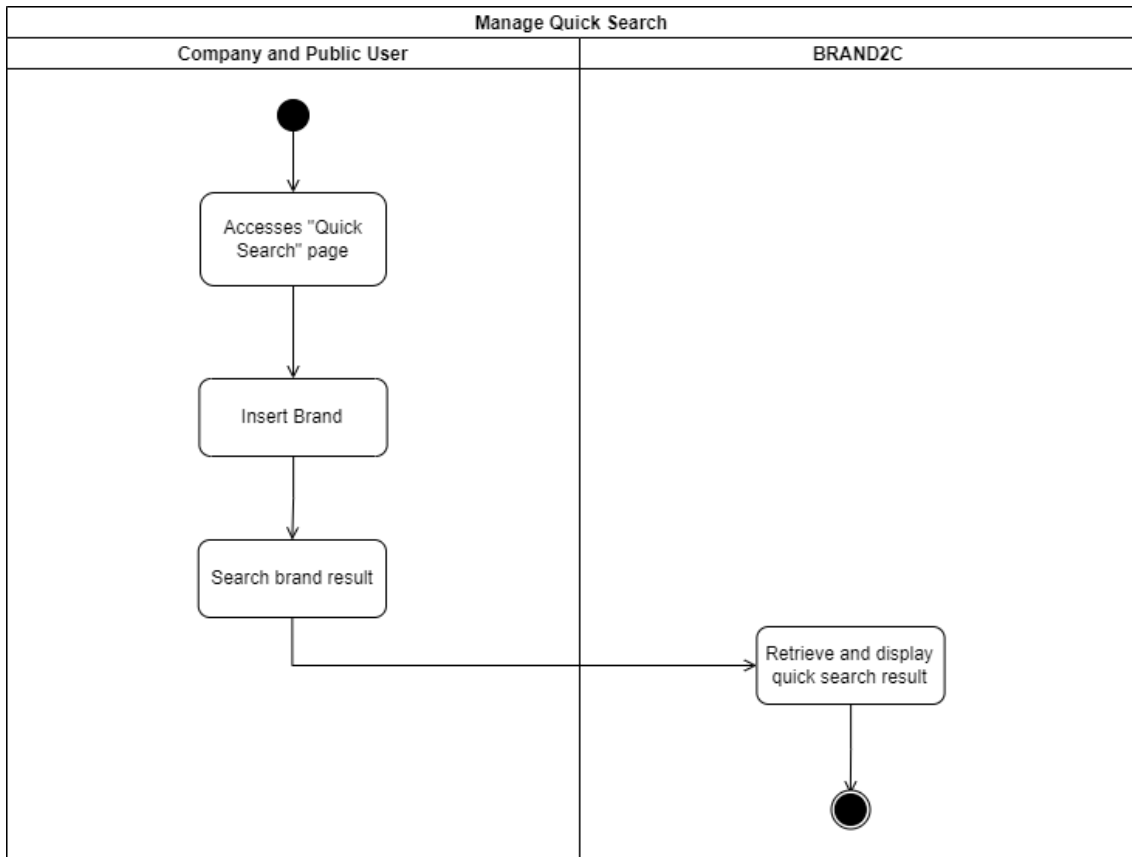 Manage Quick Search
Company and Public User
BRAND2C
Accesses "Quick
Search" page
Insert Brand
Search brand result
Retrieve and display
quick search result